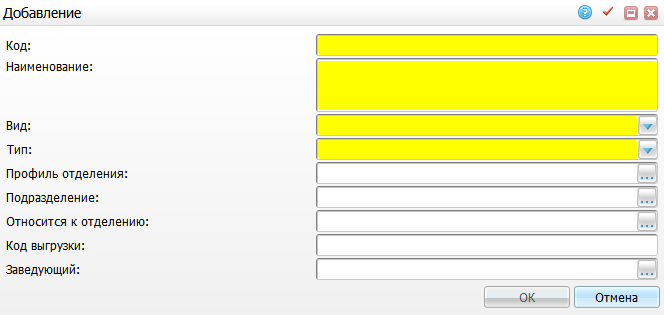 Добавление
Код:
Наименование:
Вид:
Тип:
Профиль отделения:
...
Подразделение:
...
Относится к отделению:
...
Код выгрузки:
Заведующий:
...
ОК Отмена